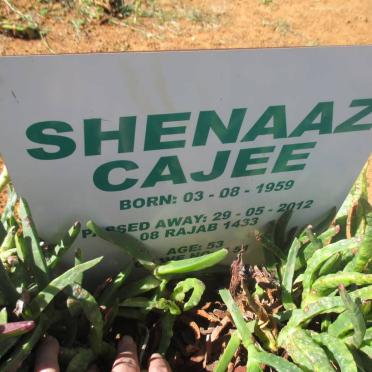 SHENAAZ
CAJEE
BORN: 03 - 08 - 1959
PASSED AWAY: 29 - 05 - 2012
08 RAJAB 1433
AGE: 53